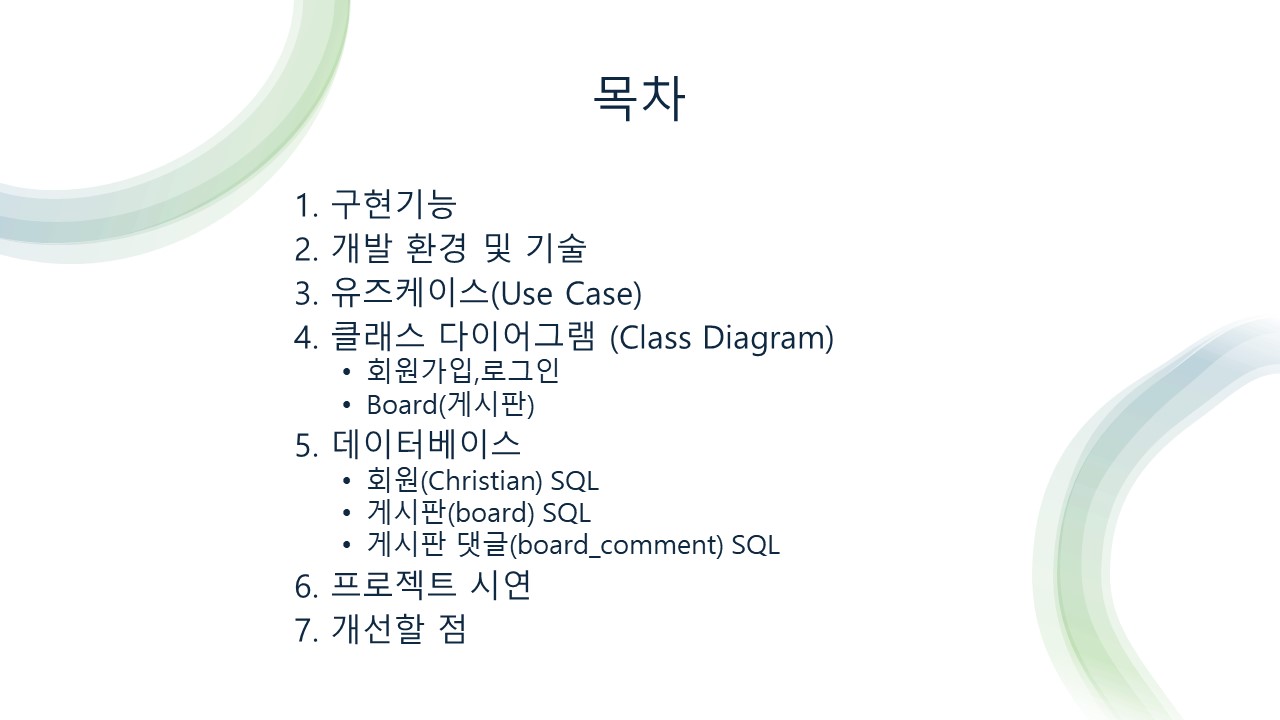 목차
1. 구현기능
2. 개발 환경 및 기술
3. 유즈케이스(Use Case)
4. 클래스 다이어그램 (Class Diagram)
• 회원가입,로그인
• Board(게시판)
5. 데이터베이스
• 회원(Christian) SQL
• 게시판(board) SQL
• 게시판 댓글(board_comment) SQL
6. 프로젝트 시연
7. 개선할 점